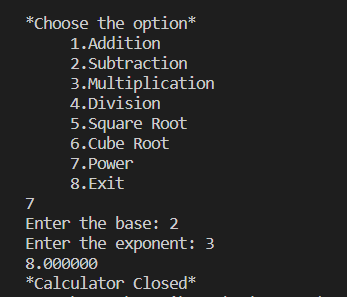 *Choose the option*
1.Addition
2.Subtraction
3.Multiplication
4.Division
5.Square Root
6.Cube Root
7.Power
8.Exit
7
Enter the base: 2
Enter the exponent: 3
8.000000
*Calculator Closed*